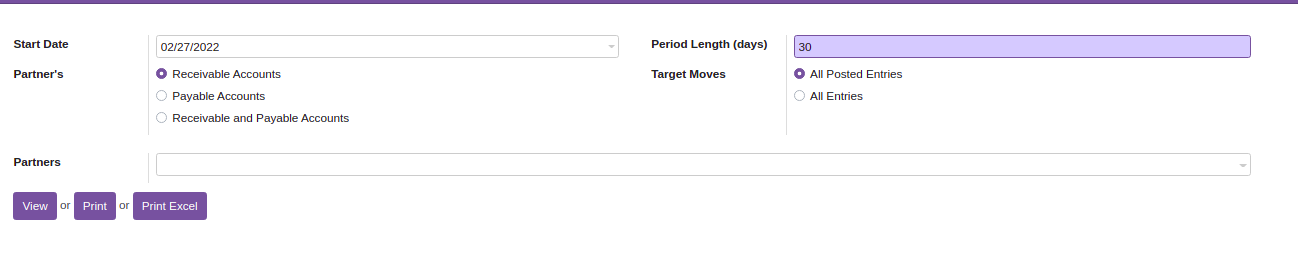 Start Date 02/27/2022 Period Length (days) 30
Partner's Receivable Accounts Target Moves All Posted Entries
Payable Accounts All Entries
Receivable and Payable Accounts
Partners
View or Print or Print Excel